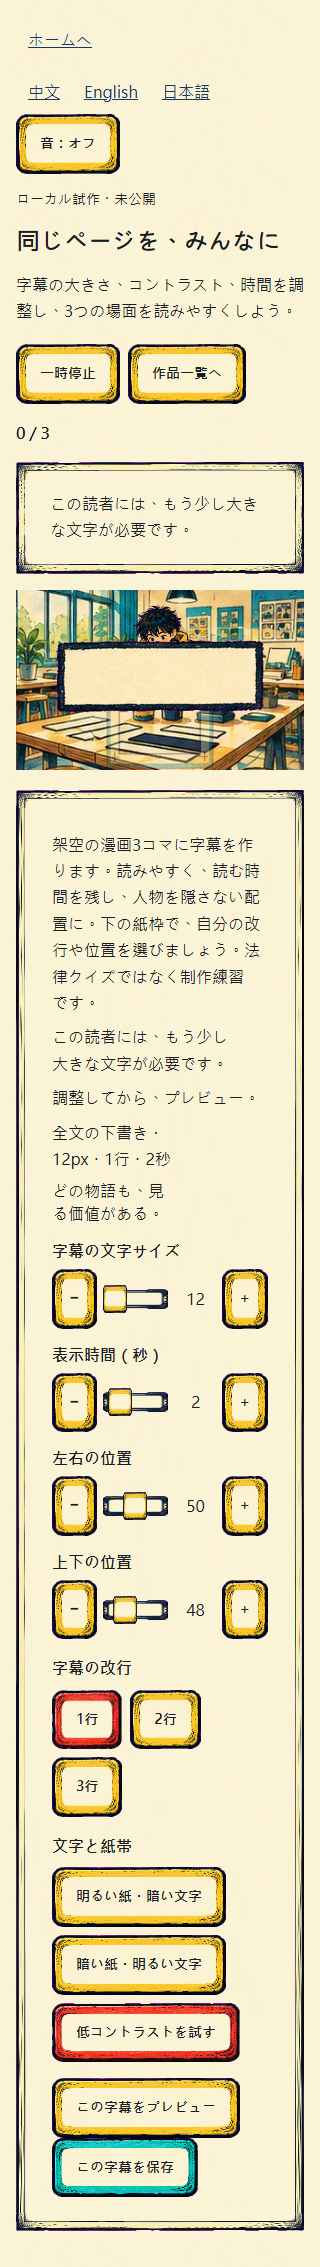 ホームへ
中文 English 日本語
音：オフ
ローカル試作・未公開
同じページを、みんなに
字幕の大きさ、コントラスト、時間を調
整し、3つの場面を読みやすくしよう。
一時停止 作品一覧へ
0 / 3
この読者には、もう少し大き
な文字が必要です。
架空の漫画3コマに字幕を作
ります。読みやすく、読む時
間を残し、人物を隠さない配
置に。下の紙枠で、自分の改
行や位置を選びましょう。法
律クイズではなく制作練習
です。
この読者には、もう少し
大きな文字が必要です。
調整してから、プレビュー。
全文の下書き・
12px・1行・2秒
どの物語も、見
る価値がある。
字幕の文字サイズ
− 12 +
表示時間（秒）
− 2 +
左右の位置
− 50 +
上下の位置
− 48 +
字幕の改行
1行 2行
3行
文字と紙帯
明るい紙・暗い文字
暗い紙・明るい文字
低コントラストを試す
この字幕をプレビュー
この字幕を保存